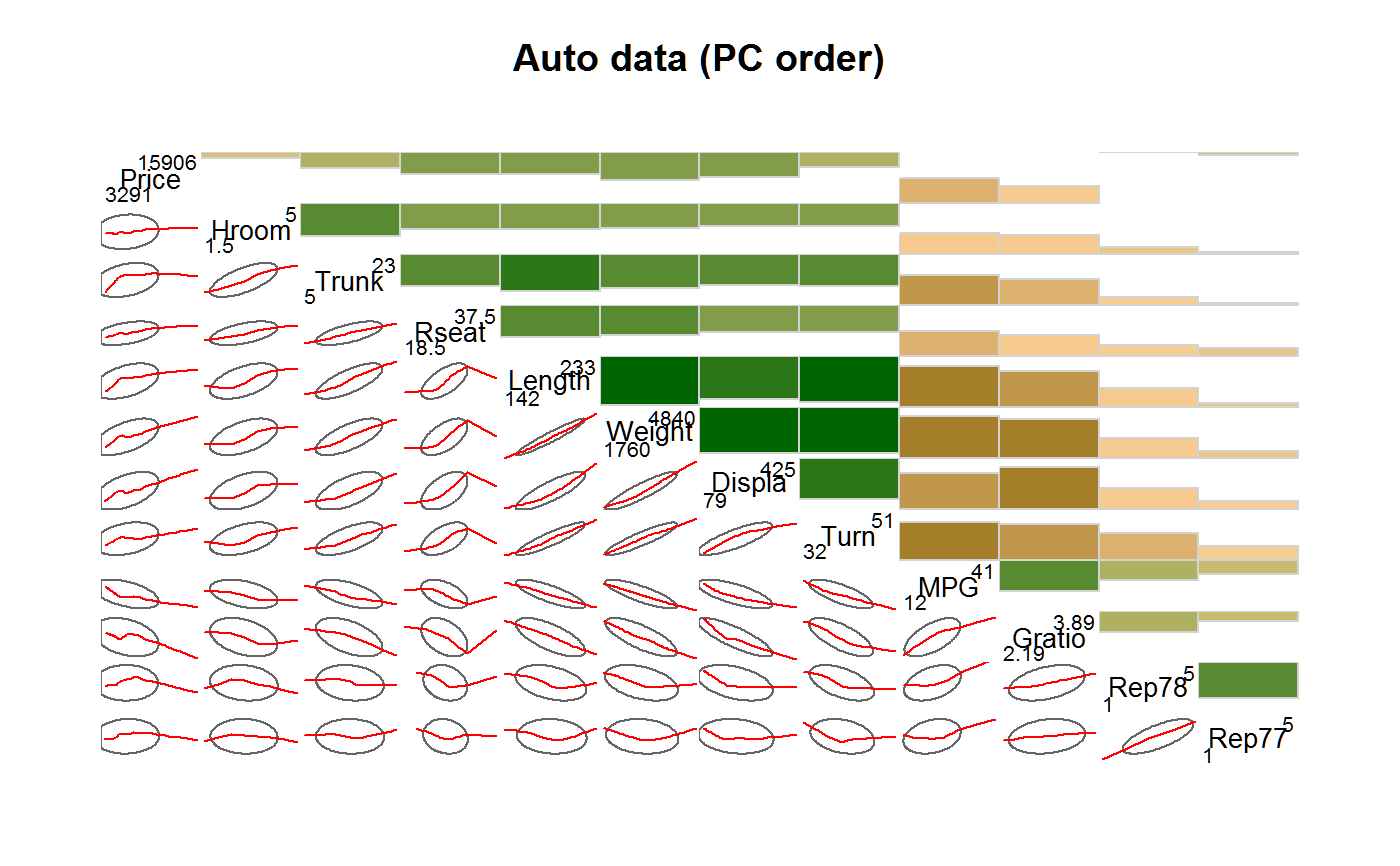 Auto data (PC order)
15906
Price
3291
5
Hroom
1.5
23
Trunk
5
37.5
Rseat
18.5
233
Length
142
4840
Weight
1760
425
Displa
79
51
Turn
32
41
MPG
12
3.89
Gratio
2.19
5
Rep78
1
5
Rep77
1